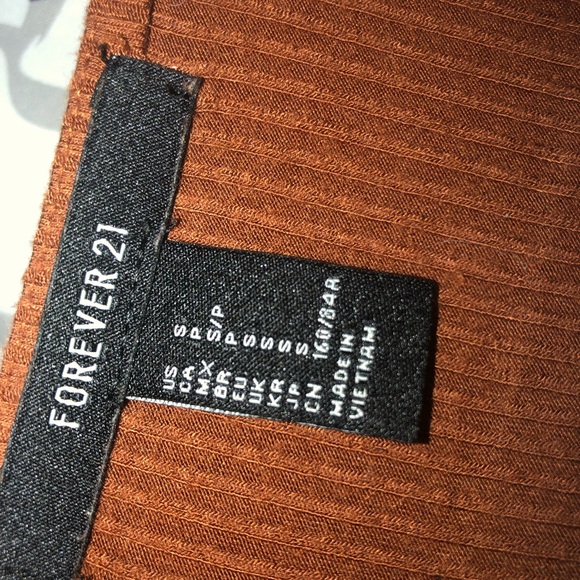 FOREVER 21
US S
CA P
MX S/P
BR P
EU S
UK S
KR S
JP S
CN 160/84A
MADE IN
VIETNAM